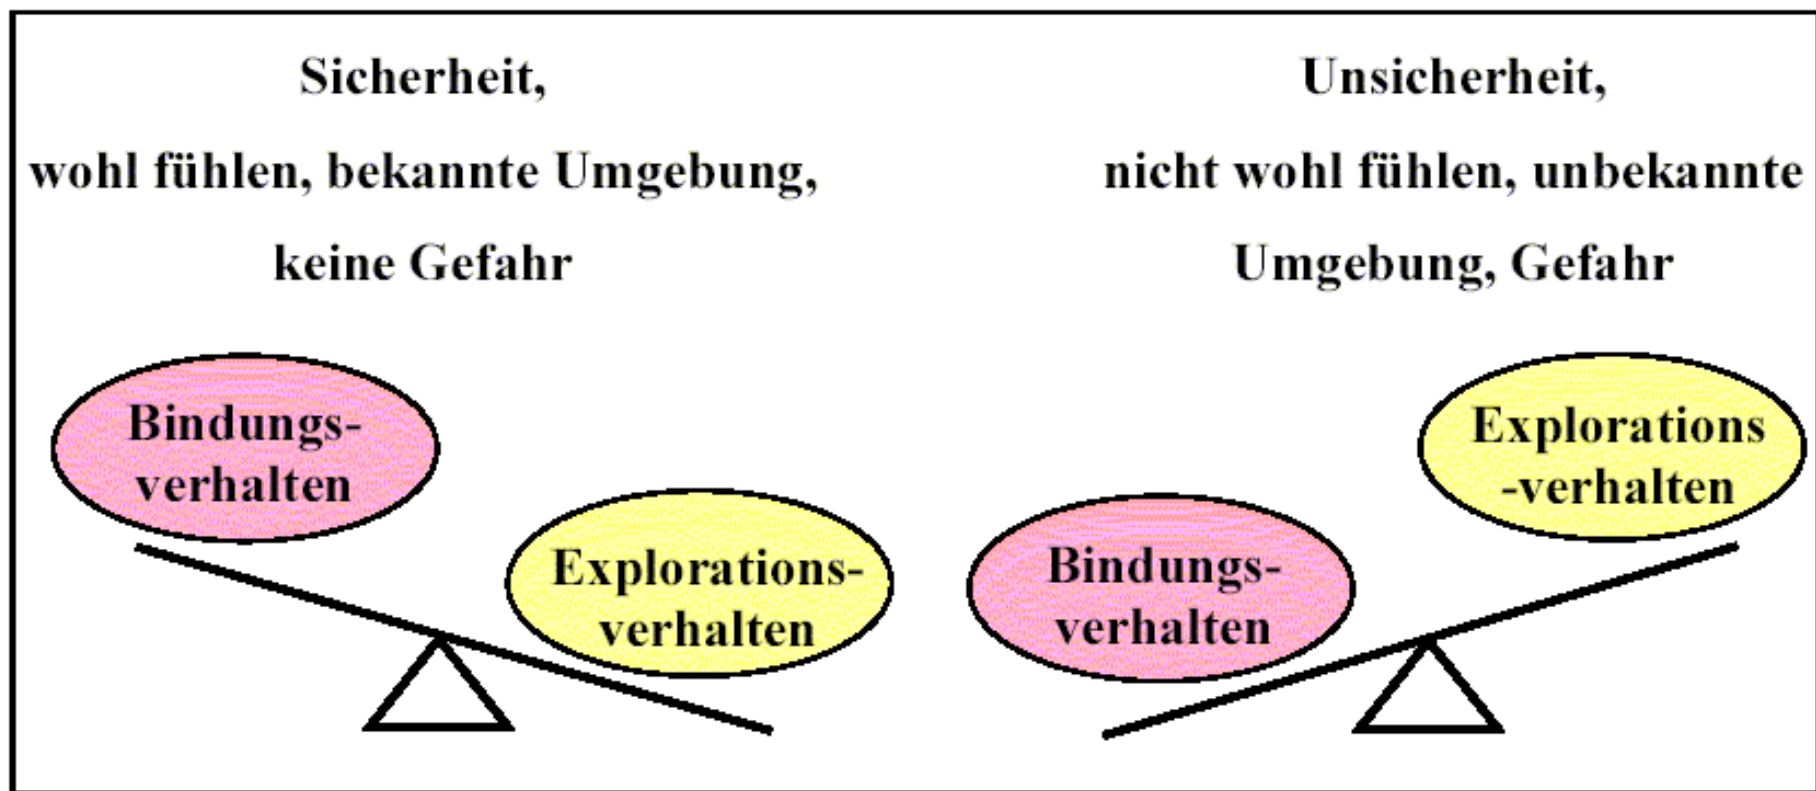 Sicherheit,
wohl fühlen, bekannte Umgebung,
keine Gefahr
Bindungs-
verhalten
Explorations-
verhalten
Unsicherheit,
nicht wohl fühlen, unbekannte
Umgebung, Gefahr
Bindungs-
verhalten
Explorations
-verhalten